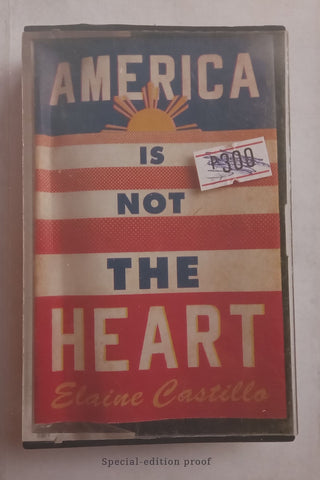 AMERICA
IS
₱300
NOT
THE
HEART
Elaine Castillo
Special-edition proof